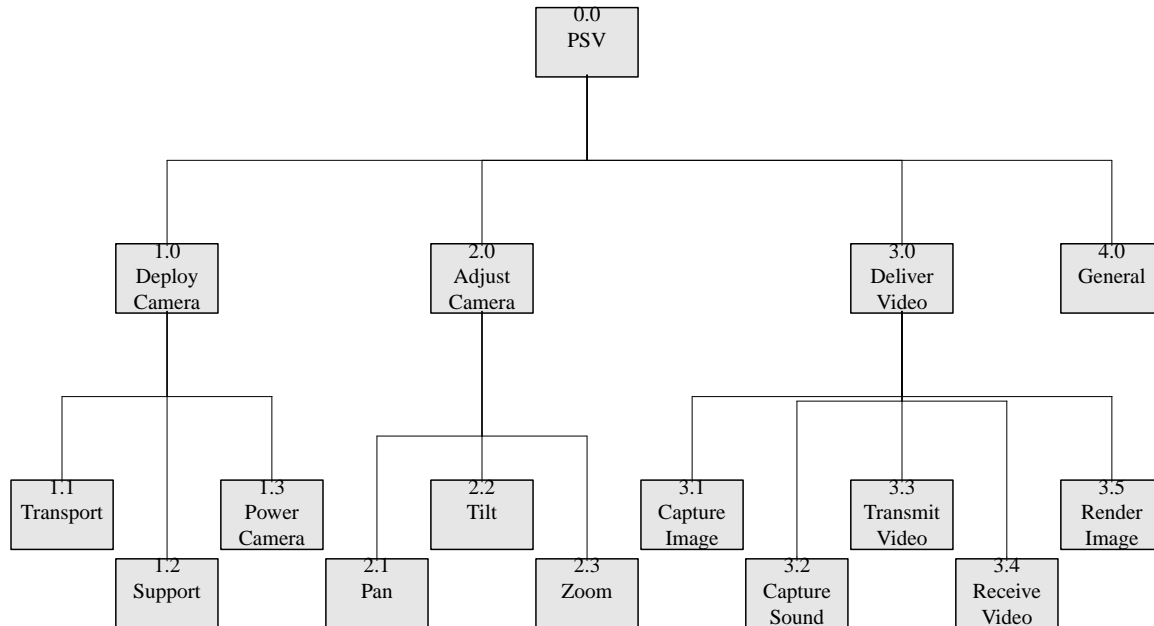 0.0
PSV
1.0
Deploy
Camera
2.0
Adjust
Camera
3.0
Deliver
Video
4.0
General
1.1
Transport
1.2
Support
1.3
Power
Camera
2.1
Pan
2.2
Tilt
2.3
Zoom
3.1
Capture
Image
3.2
Capture
Sound
3.3
Transmit
Video
3.4
Receive
Video
3.5
Render
Image